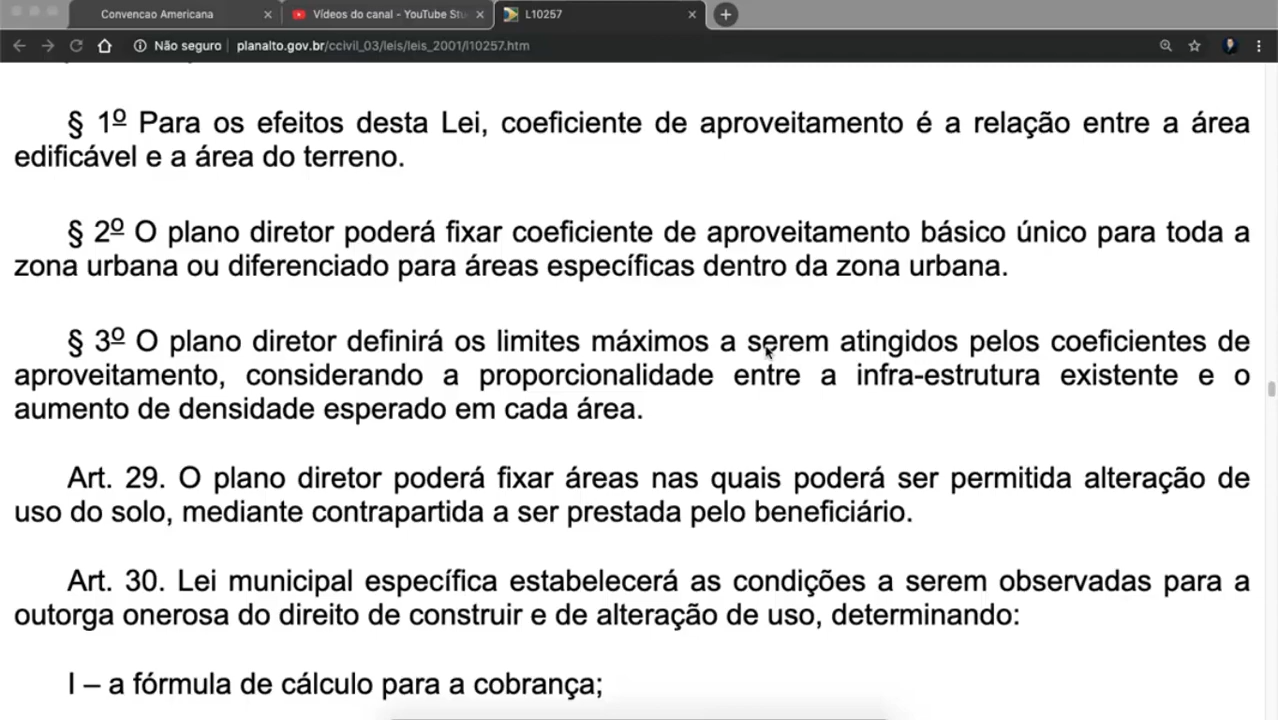 Convencao Americana
Vídeos do canal - YouTube Stu
L10257
Não seguro
planalto.gov.br/ccivil_03/leis/leis_2001/l10257.htm
§ 1º Para os efeitos desta Lei, coeficiente de aproveitamento é a relação entre a área
edificável e a área do terreno.
§ 2º O plano diretor poderá fixar coeficiente de aproveitamento básico único para toda a
zona urbana ou diferenciado para áreas específicas dentro da zona urbana.
§ 3º O plano diretor definirá os limites máximos a serem atingidos pelos coeficientes de
aproveitamento, considerando a proporcionalidade entre a infra-estrutura existente e o
aumento de densidade esperado em cada área.
Art. 29. O plano diretor poderá fixar áreas nas quais poderá ser permitida alteração de
uso do solo, mediante contrapartida a ser prestada pelo beneficiário.
Art. 30. Lei municipal específica estabelecerá as condições a serem observadas para a
outorga onerosa do direito de construir e de alteração de uso, determinando:
I – a fórmula de cálculo para a cobrança;